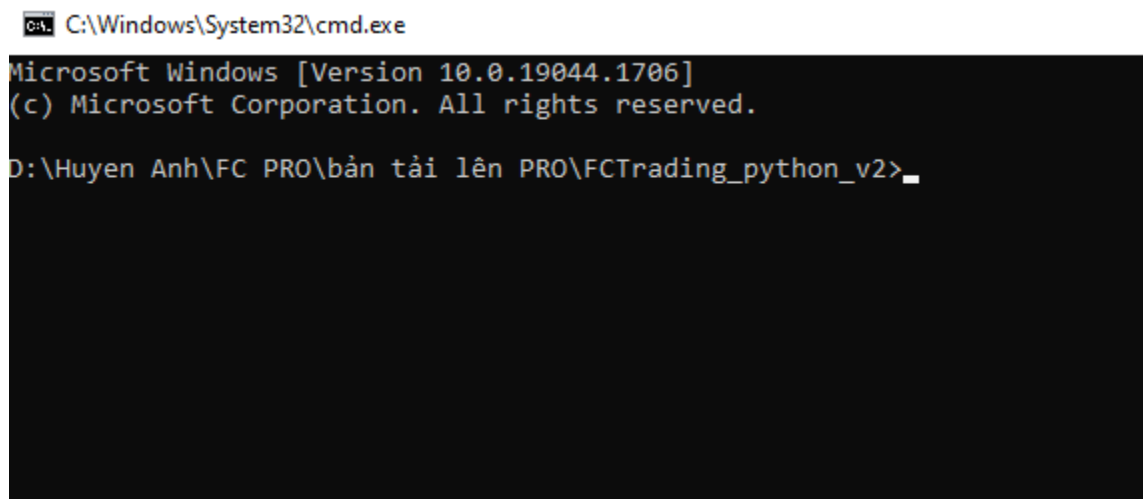 C:\Windows\System32\cmd.exe
Microsoft Windows [Version 10.0.19044.1706]
(c) Microsoft Corporation. All rights reserved.
D:\Huyen Anh\FC PRO\bản tải lên PRO\FCTrading_python_v2>